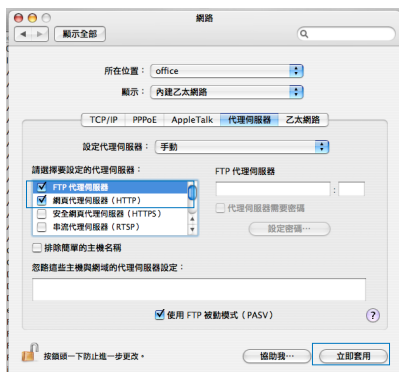 網路
顯示全部
所在位置： office
顯示： 內建乙太網路
TCP/IP PPPoE AppleTalk 代理伺服器 乙太網路
設定代理伺服器： 手動
請選擇要設定的代理伺服器： FTP 代理伺服器
FTP 代理伺服器
網頁代理伺服器（HTTP） :
安全網頁代理伺服器（HTTPS） 代理伺服器需要密碼
串流代理伺服器（RTSP） 設定密碼…
排除簡單的主機名稱
忽略這些主機與網域的代理伺服器設定：
使用 FTP 被動模式（PASV） ?
按鎖頭一下防止進一步更改。 協助我… 立即套用